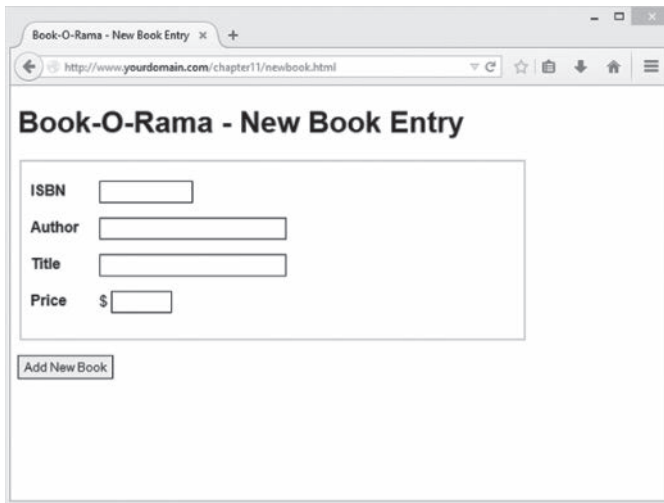 Book-O-Rama - New Book Entry
http://www.yourdomain.com/chapter11/newbook.html
Book-O-Rama - New Book Entry
ISBN
Author
Title
Price $
Add New Book